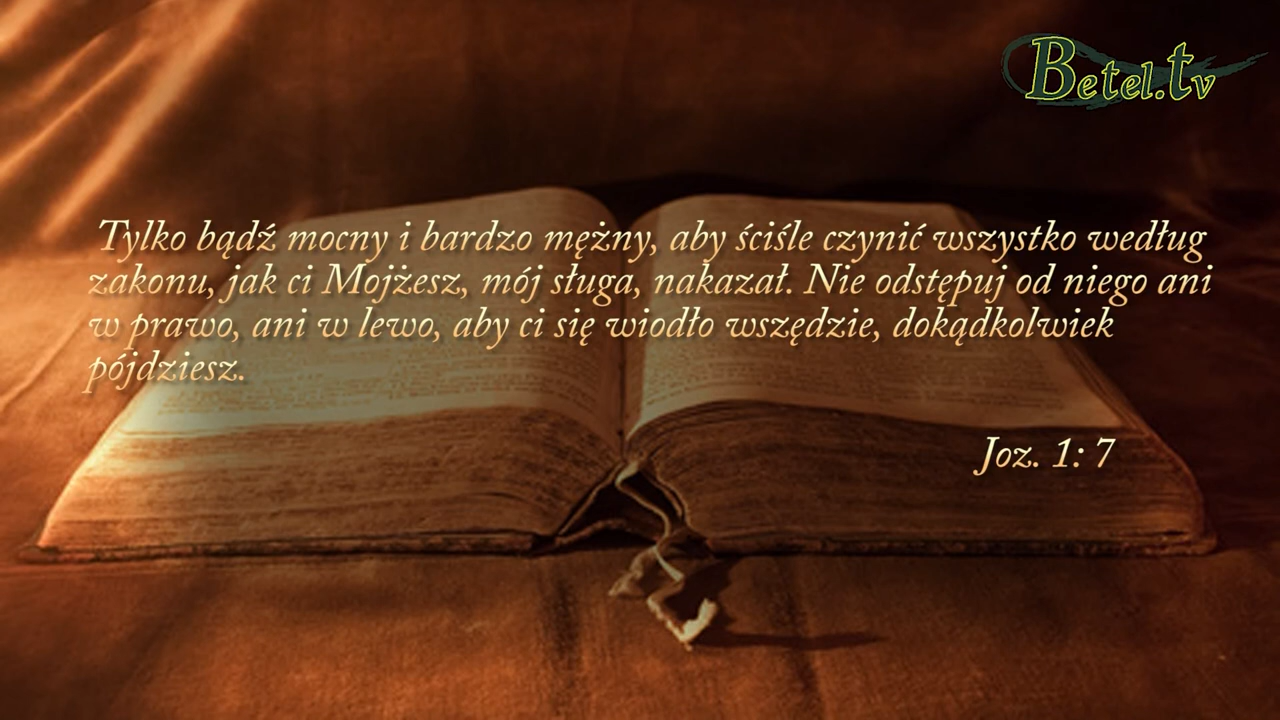 Betel.tv
Tylko bądź mocny i bardzo mężny, aby ściśle czynić wszystko według
zakonu, jak ci Mojżesz, mój sługa, nakazał. Nie odstępuj od niego ani
w prawo, ani w lewo, aby ci się wiodło wszędzie, dokądkolwiek
pójdziesz.
Joz. 1: 7